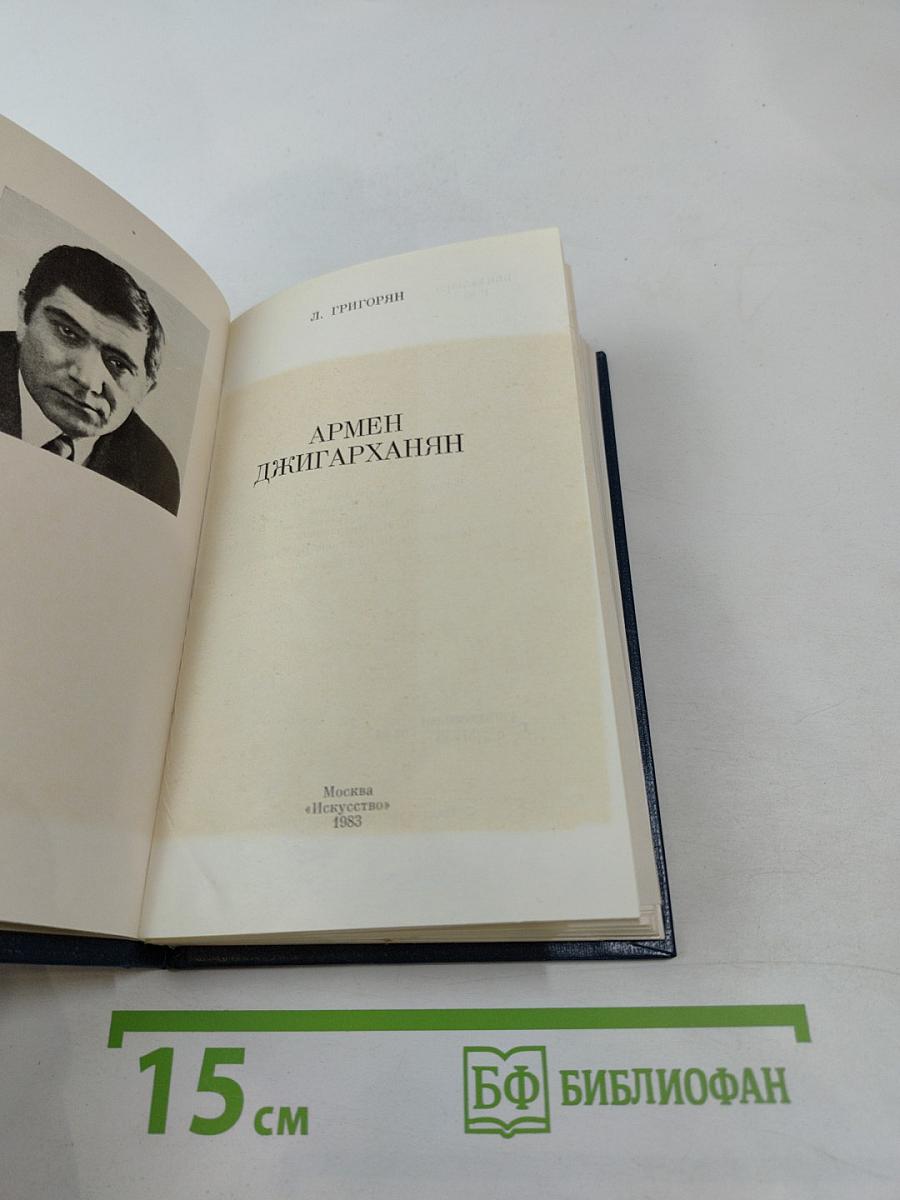 Л. ГРИГОРЯН
АРМЕН
ДЖИГАРХАНЯН
Москва
«Искусство»
1983
15 см
БФ БИБЛИОФАН